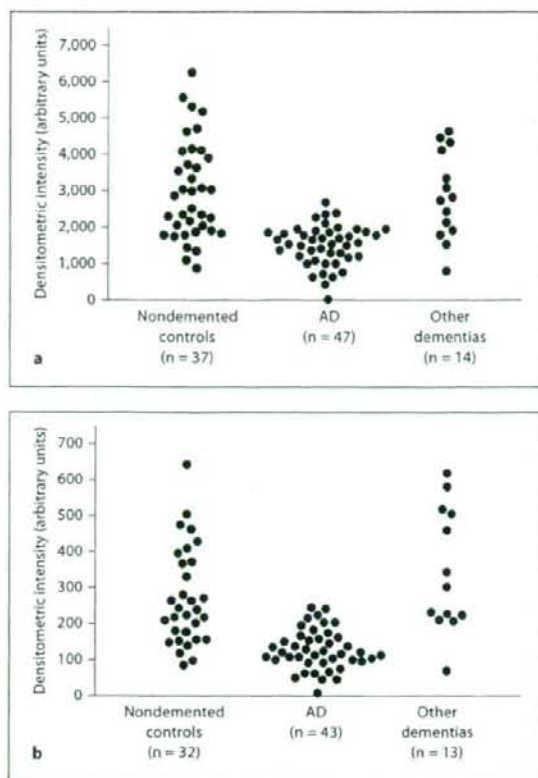 Densitometric intensity (arbitrary units)
7,000
6,000
5,000
4,000
3,000
2,000
1,000
0
Nondemented AD Other
controls (n = 47) dementias
(n = 37) (n = 14)
a
Densitometric intensity (arbitrary units)
700
600
500
400
300
200
100
0
Nondemented AD Other
controls (n = 43) dementias
(n = 32) (n = 13)
b